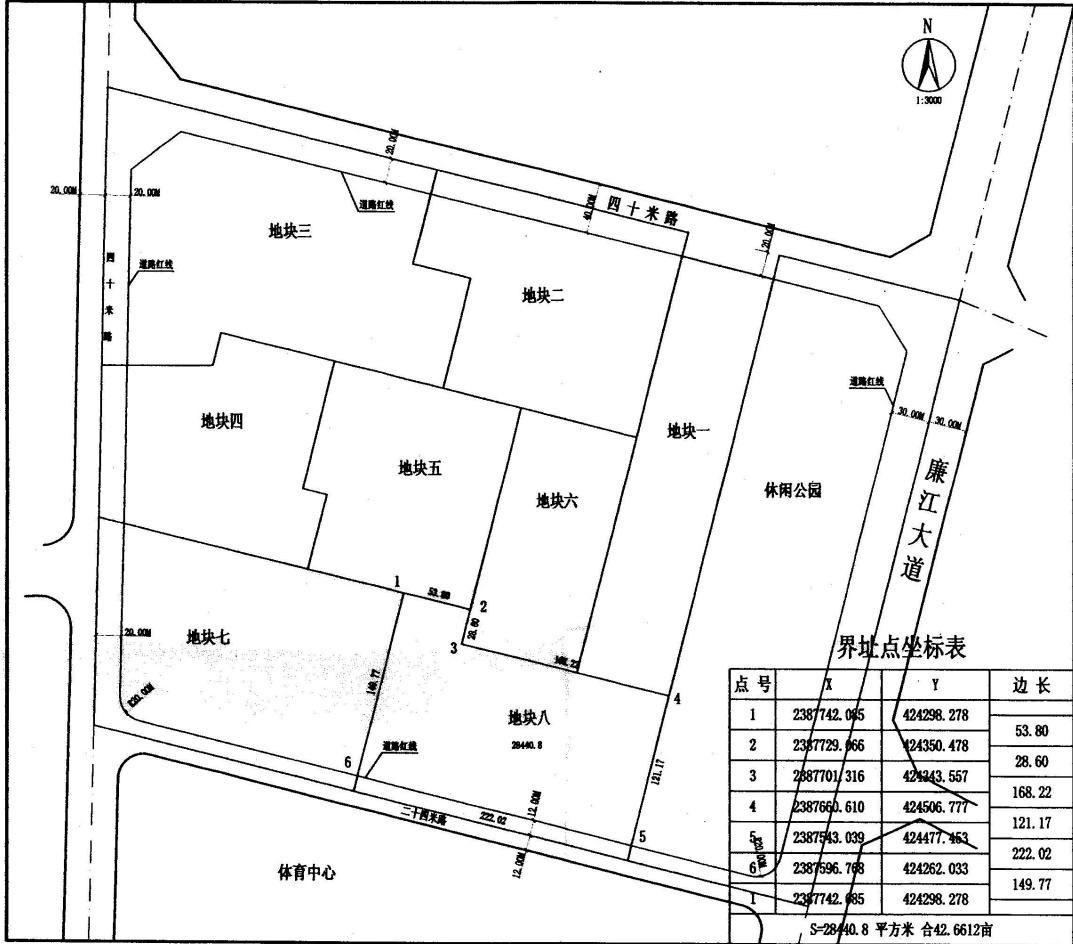 N
1:3000
20.00M
四十米路
40.00M
20.00M
20.00M
20.00M
道路红线
地块三
道路红线
四十米路
地块二
道路红线
30.00M
30.00M
地块四
地块五
地块六
地块一
休闲公园
廉江大道
1
53.80
2
28.60
3
168.22
4
20.00M
地块七
149.77
R20.00M
地块八
28440.8
121.17
6
道路红线
二十四米路
222.02
12.00M
12.00M
5
R20.00M
体育中心
界址点坐标表
点号 X Y 边长
1 2387742.085 424298.278
53.80
2 2387729.066 424350.478
28.60
3 2387701.316 424343.557
168.22
4 2387660.610 424506.777
121.17
5 2387543.039 424477.453
222.02
6 2387596.768 424262.033
149.77
1 2387742.085 424298.278
S=28440.8 平方米 合42.6612亩